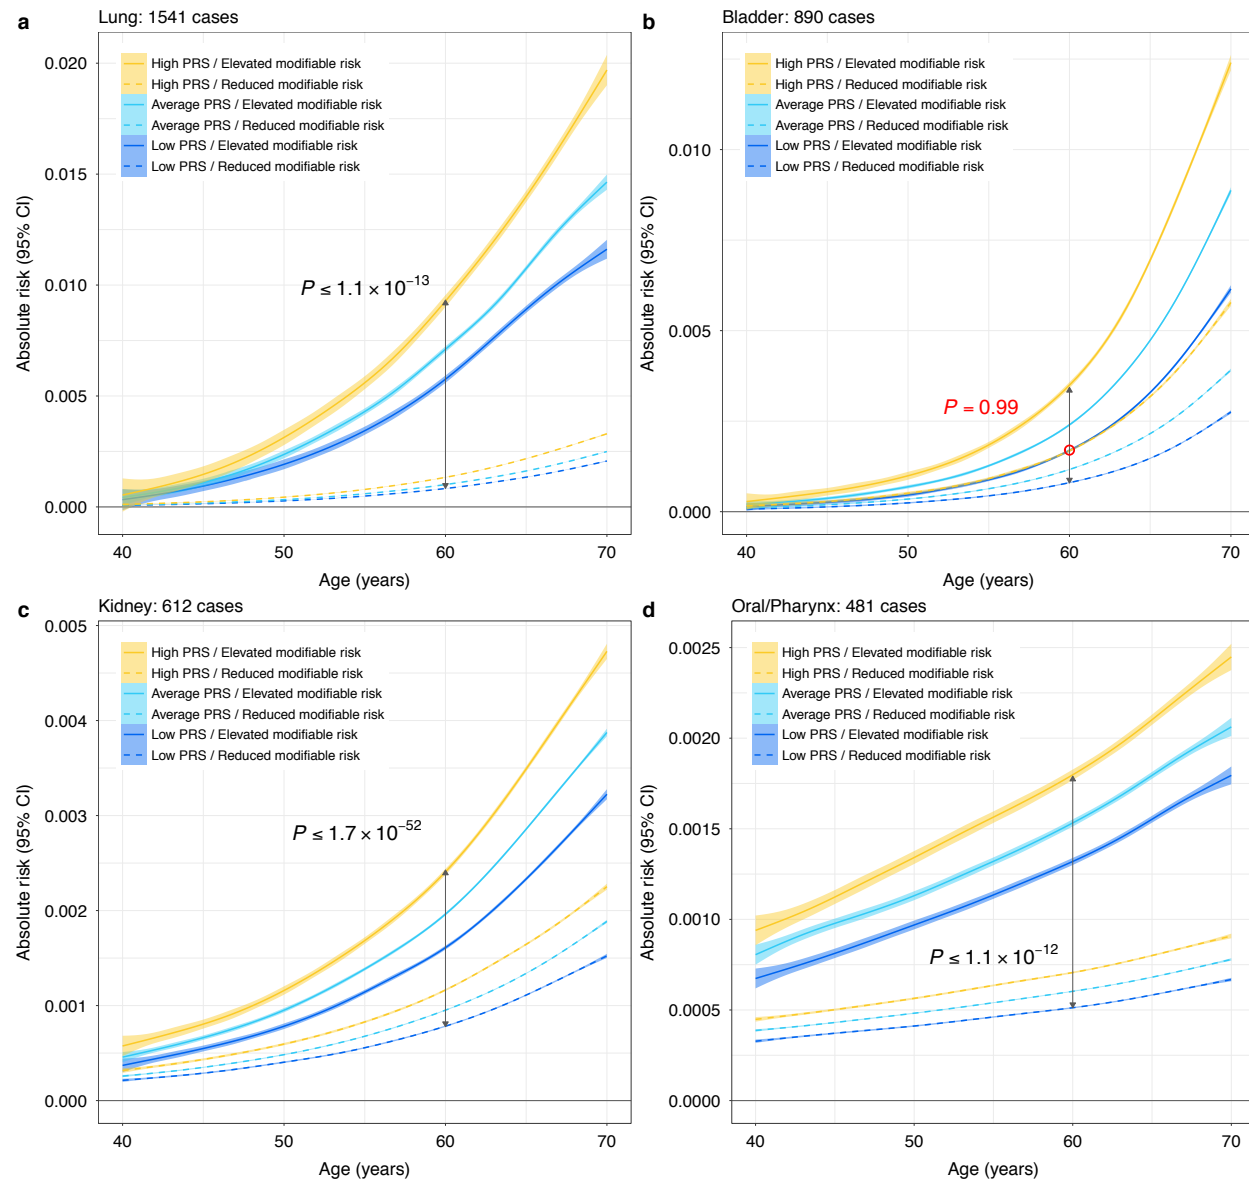 a Lung: 1541 cases
High PRS / Elevated modifiable risk
High PRS / Reduced modifiable risk
Average PRS / Elevated modifiable risk
Average PRS / Reduced modifiable risk
Low PRS / Elevated modifiable risk
Low PRS / Reduced modifiable risk
P ≤ 1.1 × 10⁻¹³
Absolute risk (95% CI)
0.020
0.015
0.010
0.005
0.000
40 50 60 70
Age (years)
b Bladder: 890 cases
High PRS / Elevated modifiable risk
High PRS / Reduced modifiable risk
Average PRS / Elevated modifiable risk
Average PRS / Reduced modifiable risk
Low PRS / Elevated modifiable risk
Low PRS / Reduced modifiable risk
P = 0.99
Absolute risk (95% CI)
0.010
0.005
0.000
40 50 60 70
Age (years)
c Kidney: 612 cases
High PRS / Elevated modifiable risk
High PRS / Reduced modifiable risk
Average PRS / Elevated modifiable risk
Average PRS / Reduced modifiable risk
Low PRS / Elevated modifiable risk
Low PRS / Reduced modifiable risk
P ≤ 1.7 × 10⁻⁵²
Absolute risk (95% CI)
0.005
0.004
0.003
0.002
0.001
0.000
40 50 60 70
Age (years)
d Oral/Pharynx: 481 cases
High PRS / Elevated modifiable risk
High PRS / Reduced modifiable risk
Average PRS / Elevated modifiable risk
Average PRS / Reduced modifiable risk
Low PRS / Elevated modifiable risk
Low PRS / Reduced modifiable risk
P ≤ 1.1 × 10⁻¹²
Absolute risk (95% CI)
0.0025
0.0020
0.0015
0.0010
0.0005
0.0000
40 50 60 70
Age (years)